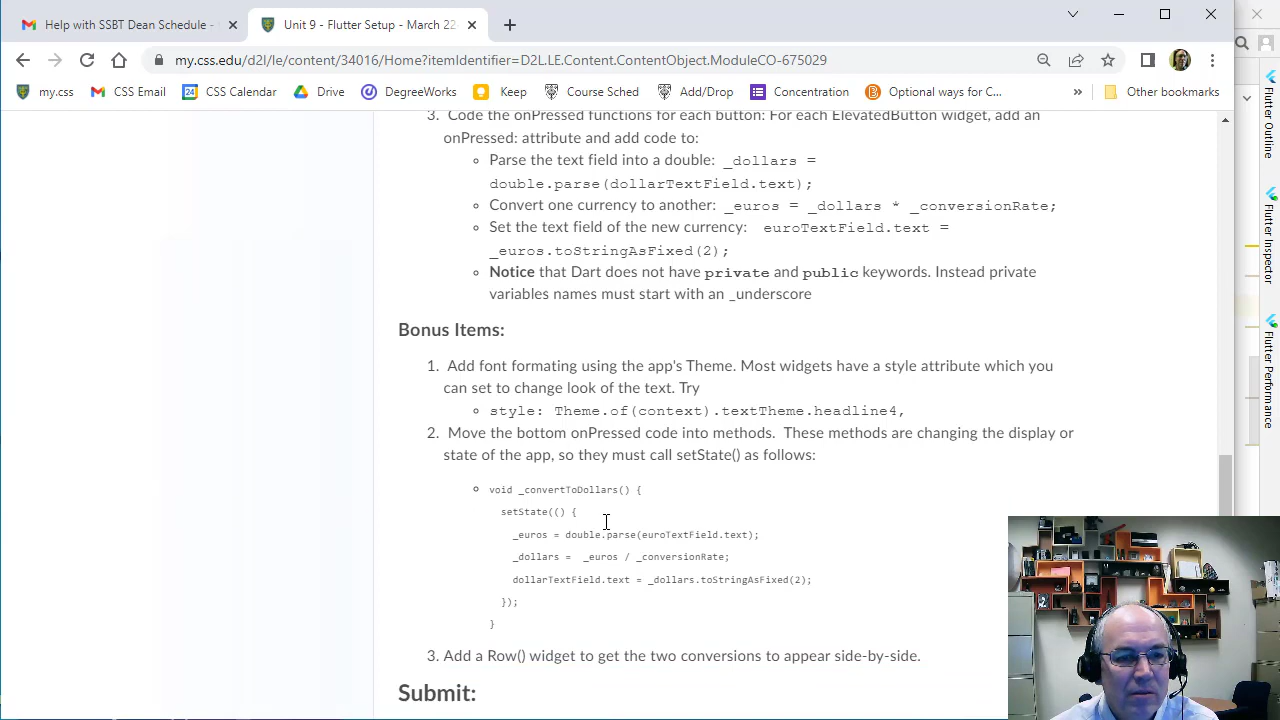 Help with SSBT Dean Schedule -
Unit 9 - Flutter Setup - March 22-
my.css.edu/d2l/le/content/34016/Home?itemIdentifier=D2L.LE.Content.ContentObject.ModuleCO-675029
my.css CSS Email CSS Calendar Drive DegreeWorks Keep Course Sched Add/Drop Concentration Optional ways for C... » Other bookmarks
3. Code the onPressed functions for each button: For each ElevatedButton widget, add an
onPressed: attribute and add code to:
Parse the text field into a double: _dollars =
double.parse(dollarTextField.text);
Convert one currency to another: _euros = _dollars * _conversionRate;
Set the text field of the new currency: euroTextField.text =
_euros.toStringAsFixed(2);
Notice that Dart does not have private and public keywords. Instead private
variables names must start with an _underscore
Bonus Items:
1. Add font formating using the app's Theme. Most widgets have a style attribute which you
can set to change look of the text. Try
style: Theme.of(context).textTheme.headline4,
2. Move the bottom onPressed code into methods. These methods are changing the display or
state of the app, so they must call setState() as follows:
void _convertToDollars() {
setState(() {
_euros = double.parse(euroTextField.text);
_dollars = _euros / _conversionRate;
dollarTextField.text = _dollars.toStringAsFixed(2);
});
}
3. Add a Row() widget to get the two conversions to appear side-by-side.
Submit:
Flutter Outline
Flutter Inspector
Flutter Performance